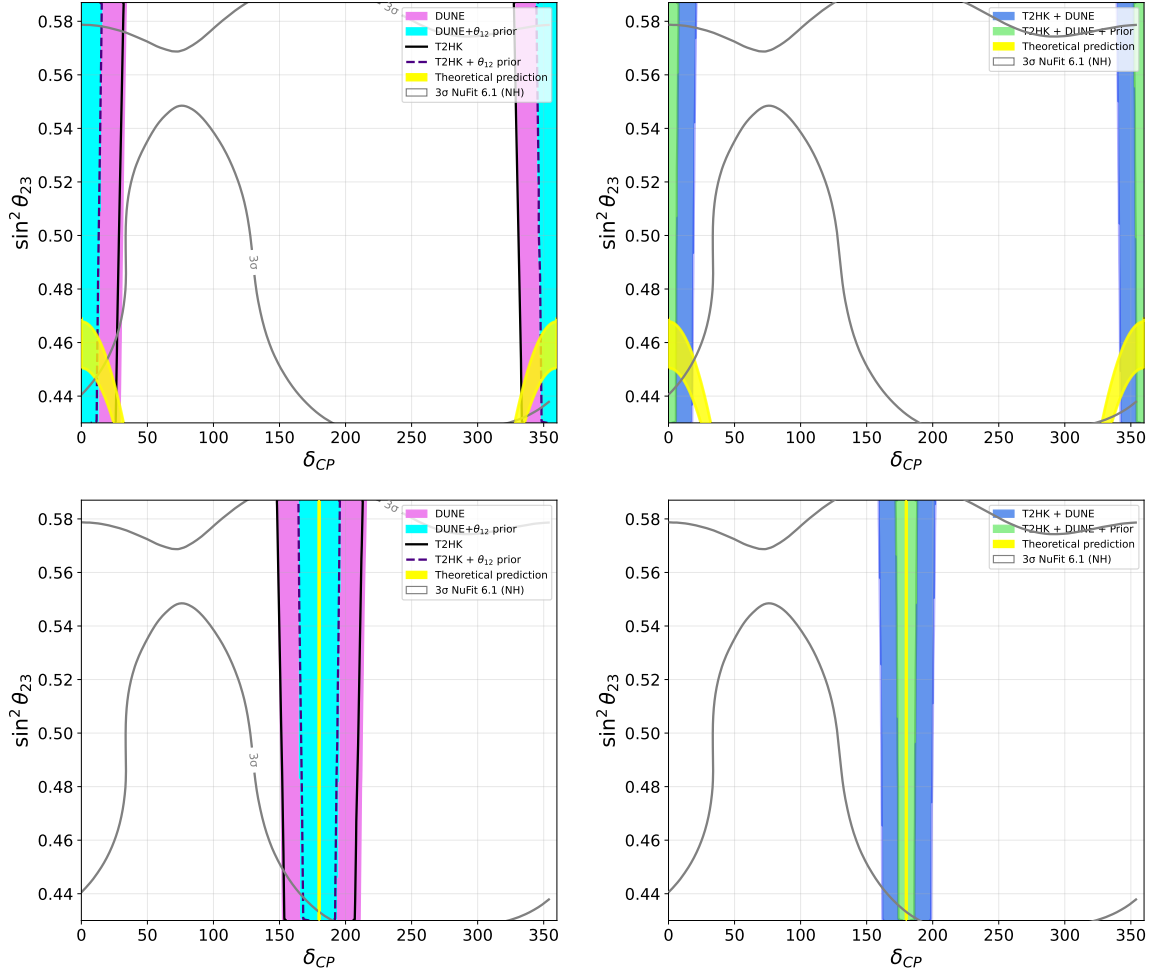 0.58
0.56
0.54
0.52
0.50
0.48
0.46
0.44
sin² θ₂₃
0 50 100 150 200 250 300 350
δ_CP
3σ
3σ
DUNE
DUNE+θ₁₂ prior
T2HK
T2HK + θ₁₂ prior
Theoretical prediction
3σ NuFit 6.1 (NH)
0.58
0.56
0.54
0.52
0.50
0.48
0.46
0.44
sin² θ₂₃
0 50 100 150 200 250 300 350
δ_CP
3σ
T2HK + DUNE
T2HK + DUNE + Prior
Theoretical prediction
3σ NuFit 6.1 (NH)
0.58
0.56
0.54
0.52
0.50
0.48
0.46
0.44
sin² θ₂₃
0 50 100 150 200 250 300 350
δ_CP
3σ
3σ
DUNE
DUNE+θ₁₂ prior
T2HK
T2HK + θ₁₂ prior
Theoretical prediction
3σ NuFit 6.1 (NH)
0.58
0.56
0.54
0.52
0.50
0.48
0.46
0.44
sin² θ₂₃
0 50 100 150 200 250 300 350
δ_CP
T2HK + DUNE
T2HK + DUNE + Prior
Theoretical prediction
3σ NuFit 6.1 (NH)